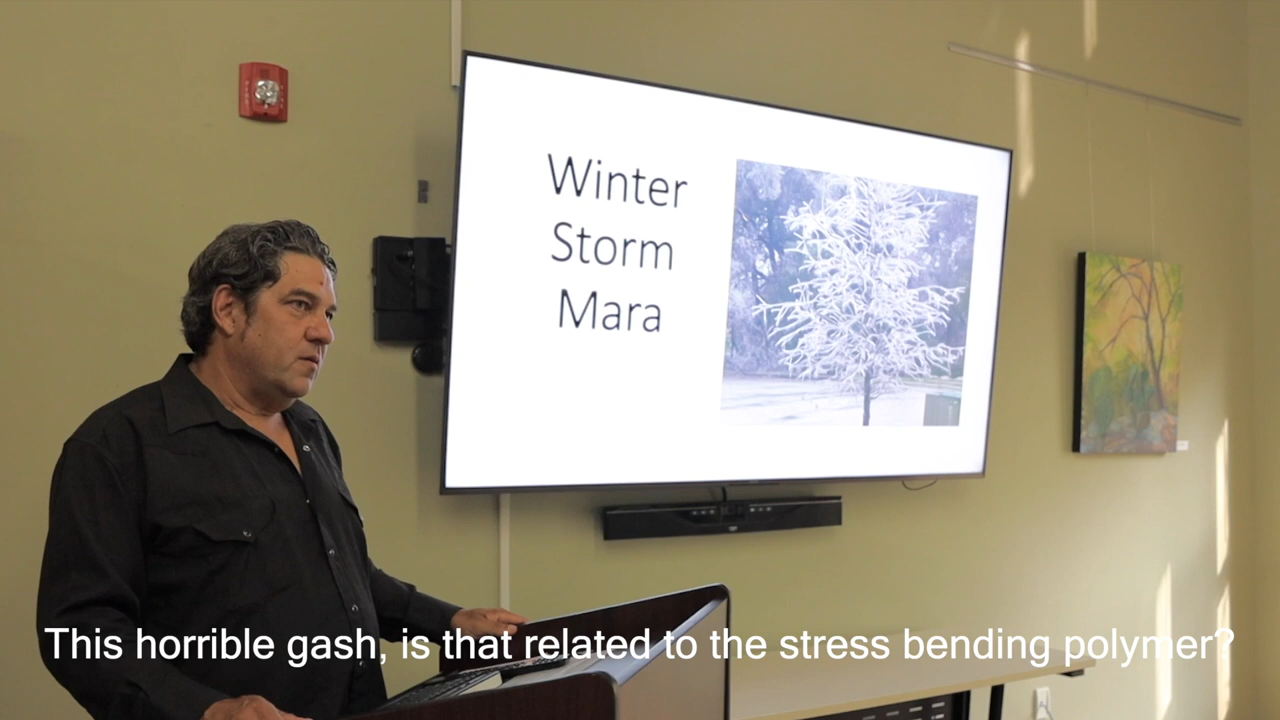 Winter
Storm
Mara
This horrible gash, is that related to the stress bending polymer?